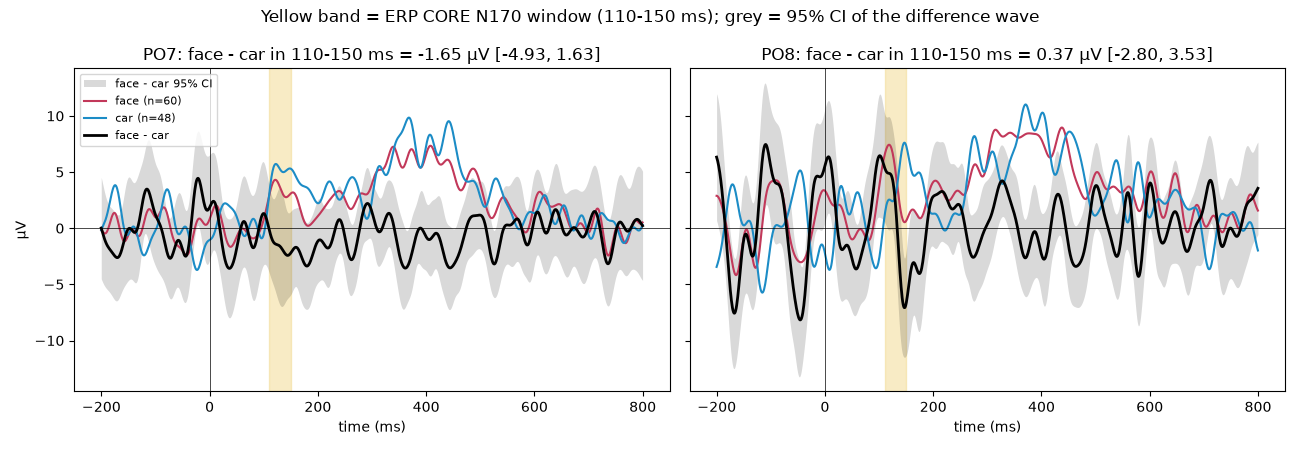 Yellow band = ERP CORE N170 window (110-150 ms); grey = 95% CI of the difference wave
PO7: face - car in 110-150 ms = -1.65 µV [-4.93, 1.63]
PO8: face - car in 110-150 ms = 0.37 µV [-2.80, 3.53]
face - car 95% CI
face (n=60)
car (n=48)
face - car
10
5
0
−5
−10
µV
−200 0 200 400 600 800
−200 0 200 400 600 800
time (ms)
time (ms)